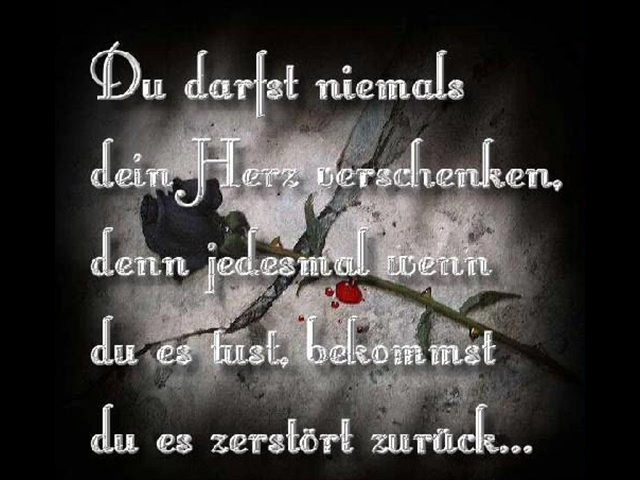 Du darfst niemals
dein Herz verschenken,
denn jedesmal wenn
du es tust, bekommst
du es zerstört zurück...